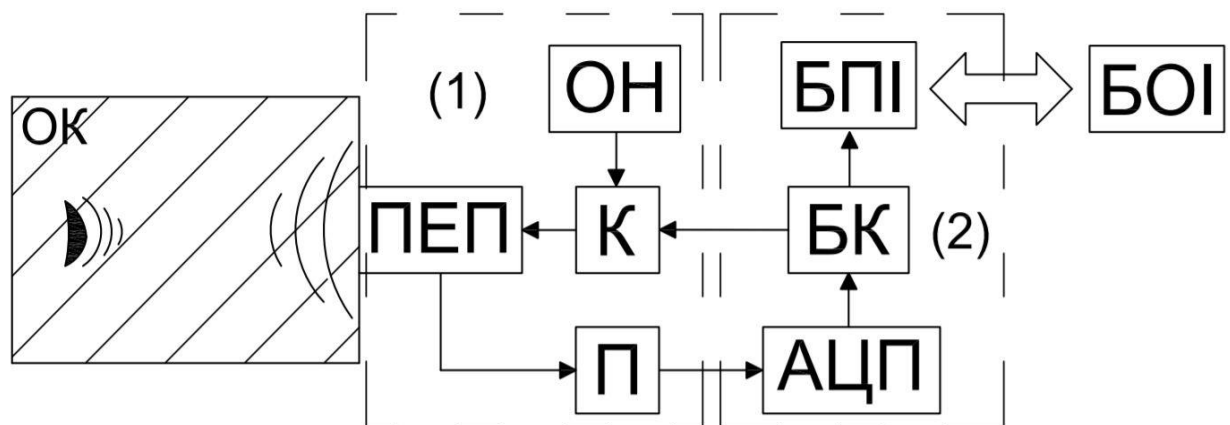 ОК
(1)
ОН
БПІ
БОІ
ПЕП
К
БК
(2)
П
АЦП